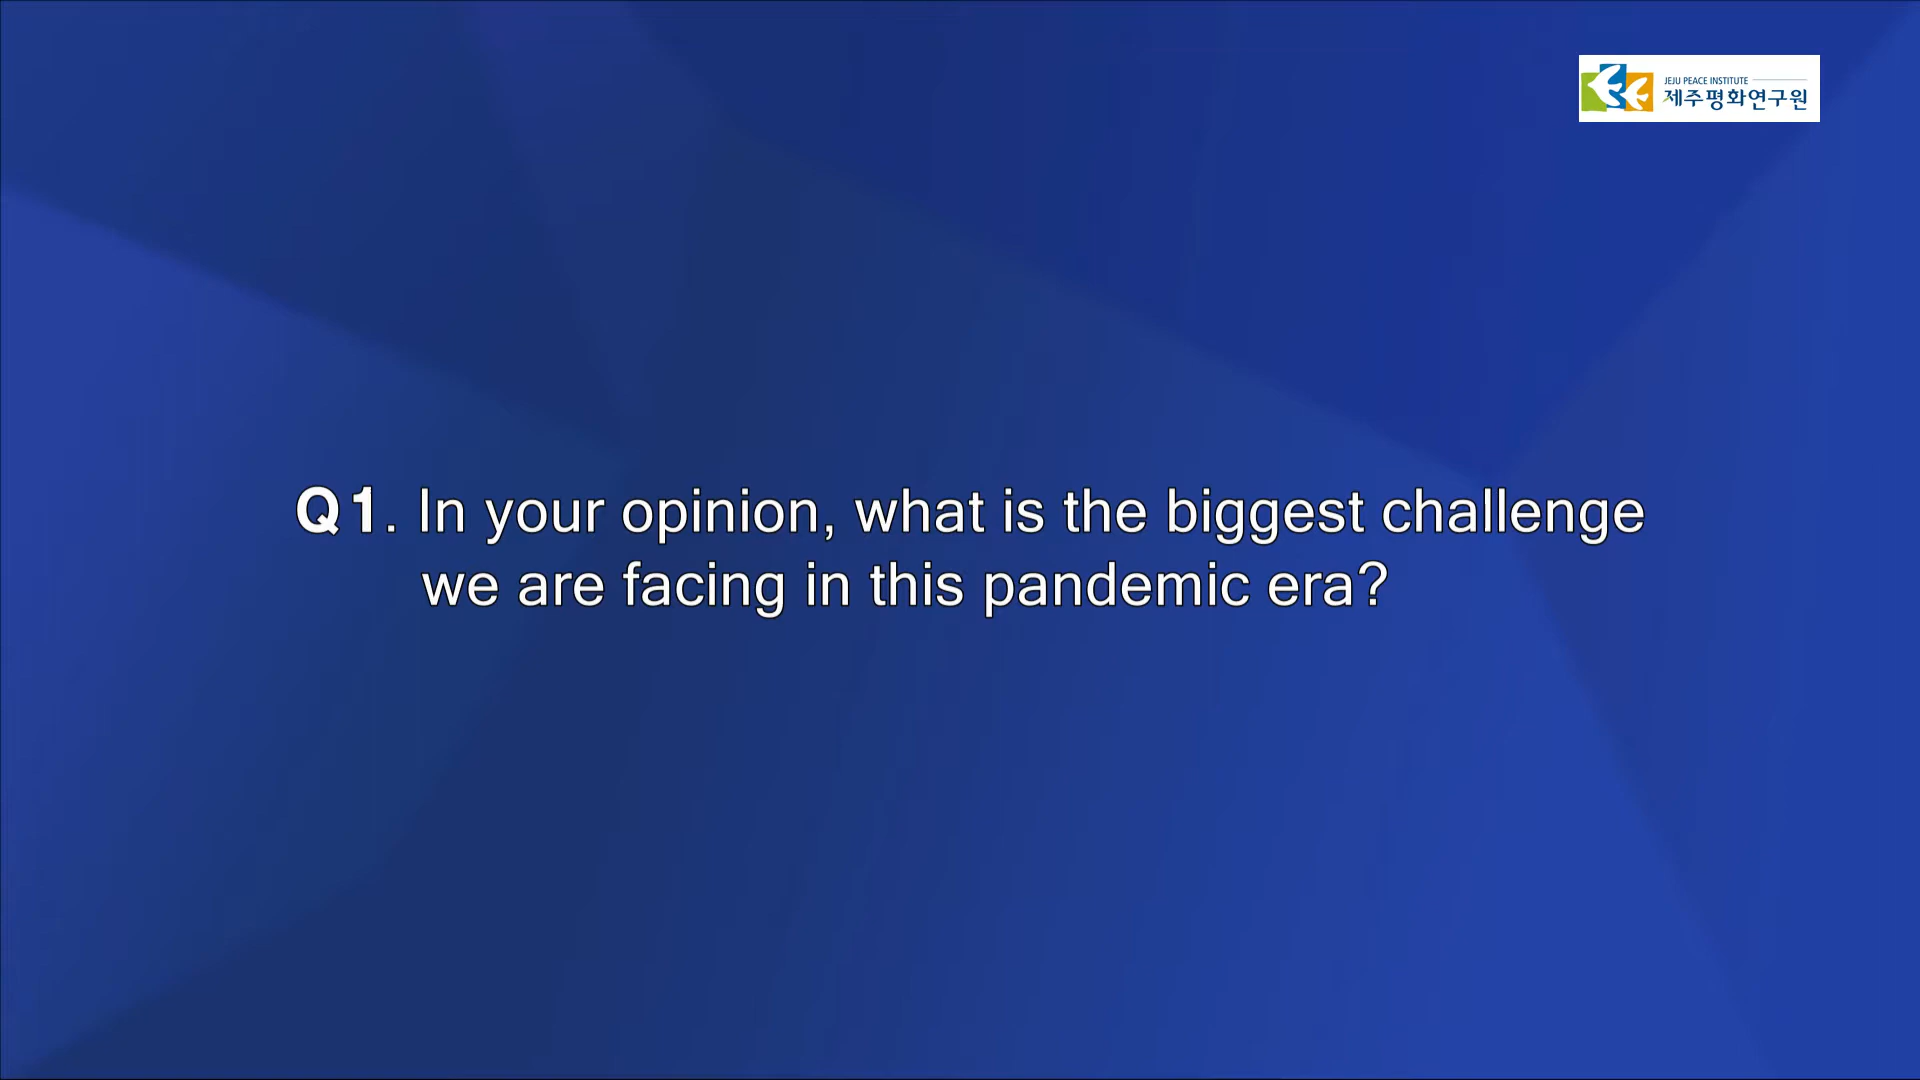 JEJU PEACE INSTITUTE
제주평화연구원
Q1. In your opinion, what is the biggest challenge
we are facing in this pandemic era?